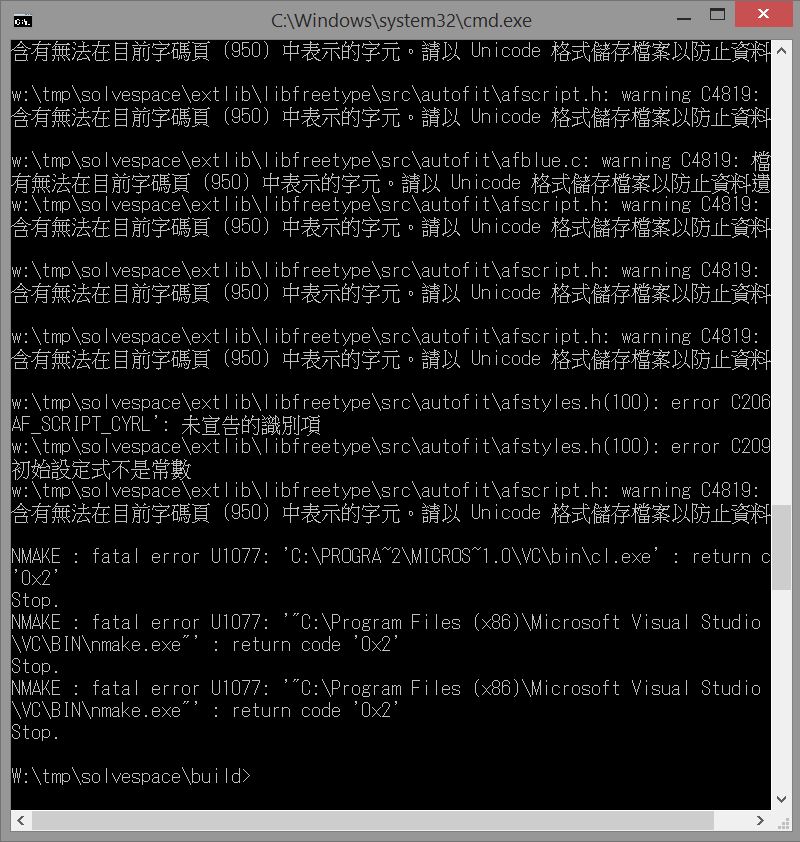 C:\Windows\system32\cmd.exe
含有無法在目前字碼頁 (950) 中表示的字元。請以 Unicode 格式儲存檔案以防止資料
w:\tmp\solvespace\extlib\libfreetype\src\autofit\afscript.h: warning C4819:
含有無法在目前字碼頁 (950) 中表示的字元。請以 Unicode 格式儲存檔案以防止資料
w:\tmp\solvespace\extlib\libfreetype\src\autofit\afblue.c: warning C4819: 檔
有無法在目前字碼頁 (950) 中表示的字元。請以 Unicode 格式儲存檔案以防止資料遺
w:\tmp\solvespace\extlib\libfreetype\src\autofit\afscript.h: warning C4819:
含有無法在目前字碼頁 (950) 中表示的字元。請以 Unicode 格式儲存檔案以防止資料
w:\tmp\solvespace\extlib\libfreetype\src\autofit\afscript.h: warning C4819:
含有無法在目前字碼頁 (950) 中表示的字元。請以 Unicode 格式儲存檔案以防止資料
w:\tmp\solvespace\extlib\libfreetype\src\autofit\afscript.h: warning C4819:
含有無法在目前字碼頁 (950) 中表示的字元。請以 Unicode 格式儲存檔案以防止資料
w:\tmp\solvespace\extlib\libfreetype\src\autofit\afstyles.h(100): error C206
AF_SCRIPT_CYRL': 未宣告的識別項
w:\tmp\solvespace\extlib\libfreetype\src\autofit\afstyles.h(100): error C209
初始設定式不是常數
w:\tmp\solvespace\extlib\libfreetype\src\autofit\afscript.h: warning C4819:
含有無法在目前字碼頁 (950) 中表示的字元。請以 Unicode 格式儲存檔案以防止資料
NMAKE : fatal error U1077: 'C:\PROGRA~2\MICROS~1.0\VC\bin\cl.exe' : return c
'0x2'
Stop.
NMAKE : fatal error U1077: '"C:\Program Files (x86)\Microsoft Visual Studio
\VC\BIN\nmake.exe"' : return code '0x2'
Stop.
NMAKE : fatal error U1077: '"C:\Program Files (x86)\Microsoft Visual Studio
\VC\BIN\nmake.exe"' : return code '0x2'
Stop.
W:\tmp\solvespace\build>